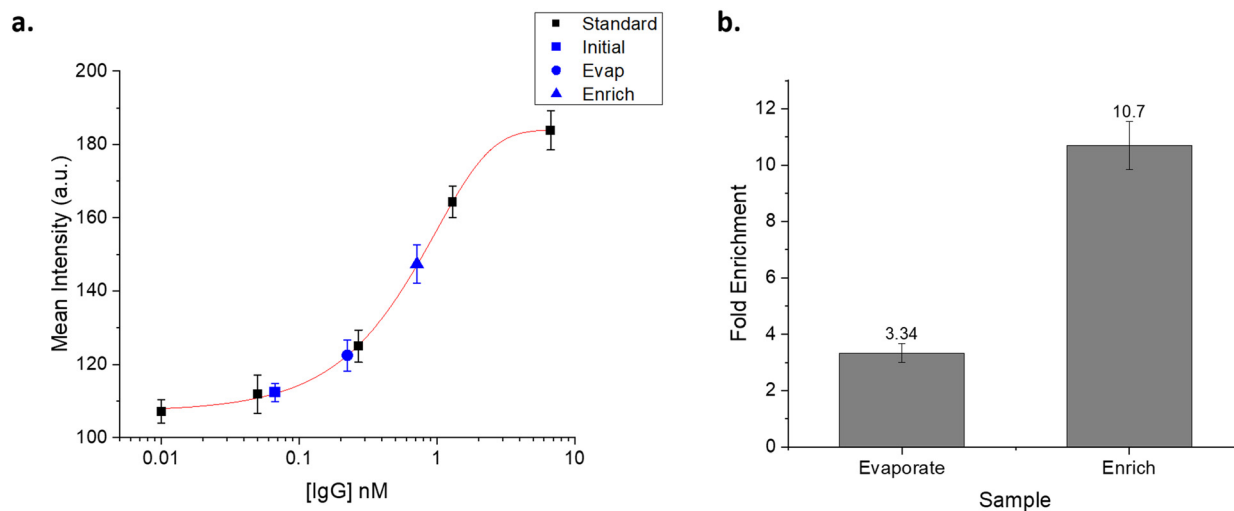 a.
Standard
Initial
Evap
Enrich
200
180
160
140
120
100
Mean Intensity (a.u.)
0.01
0.1
1
10
[IgG] nM
b.
12
10
8
6
4
2
0
Fold Enrichment
3.34
10.7
Evaporate
Enrich
Sample